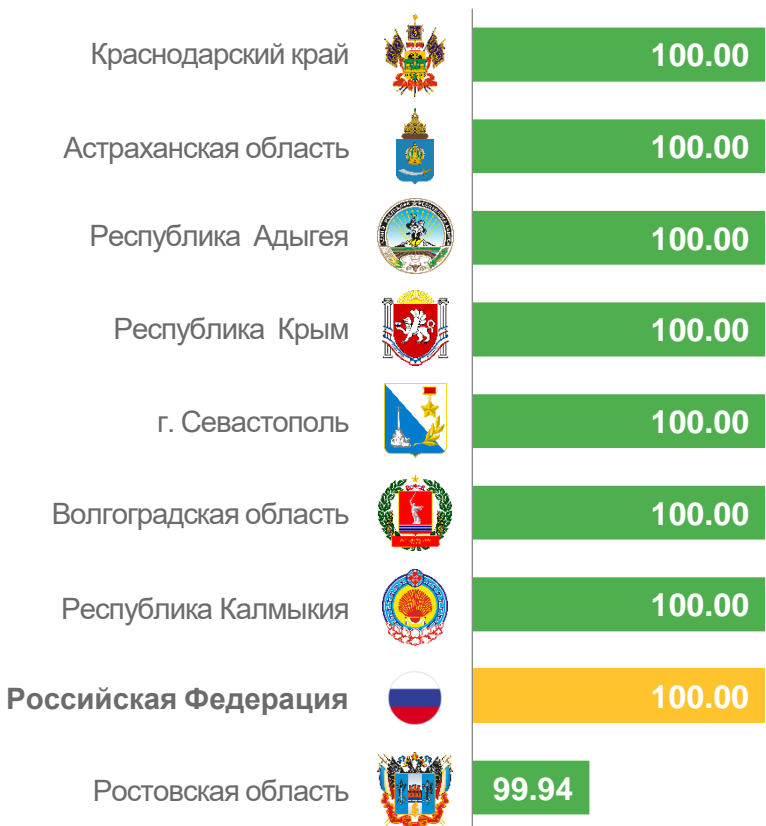 Краснодарский край 100.00
Астраханская область 100.00
Республика Адыгея 100.00
Республика Крым 100.00
г. Севастополь 100.00
Волгоградская область 100.00
Республика Калмыкия 100.00
Российская Федерация 100.00
Ростовская область 99.94